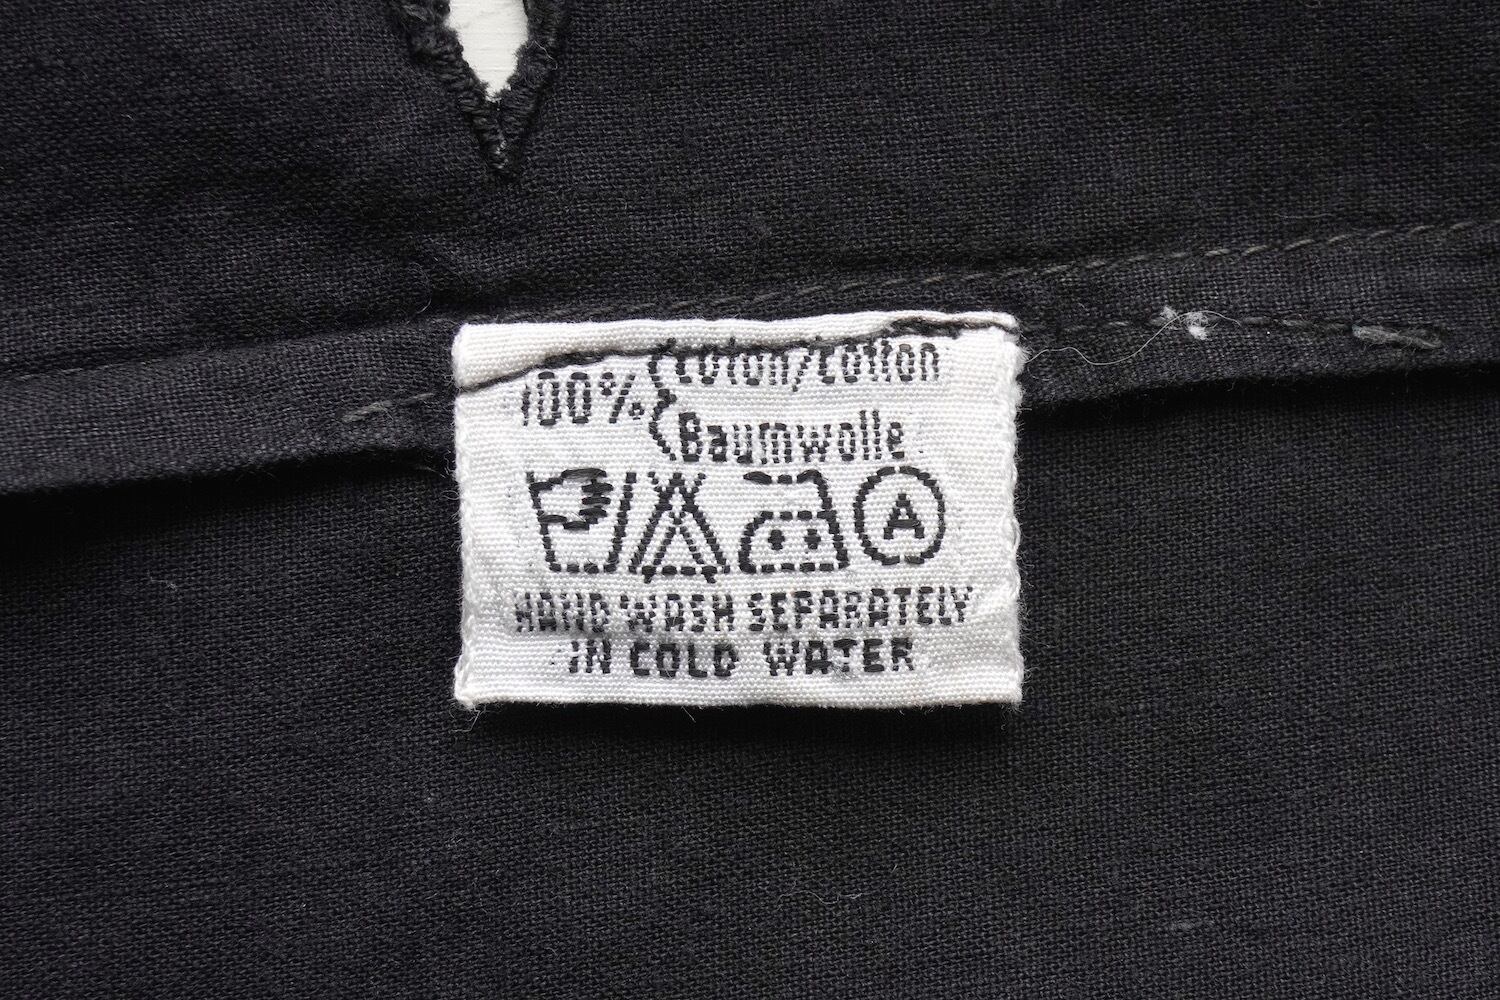 100% Coton/Cotton
Baumwolle
A
HAND WASH SEPARATELY
IN COLD WATER